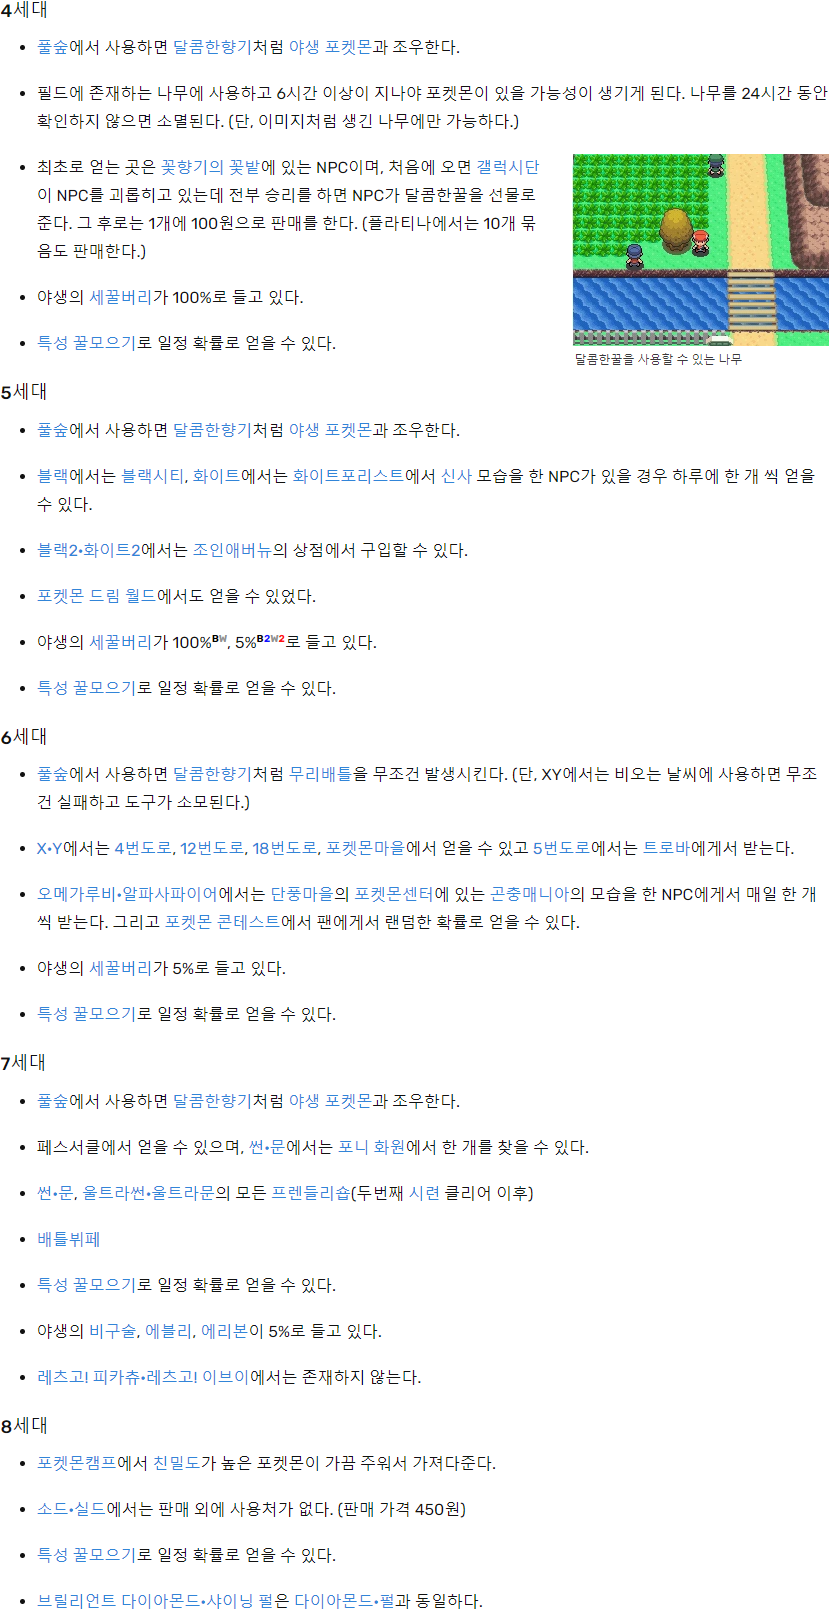 4세대
풀숲에서 사용하면 달콤한향기처럼 야생 포켓몬과 조우한다.
필드에 존재하는 나무에 사용하고 6시간 이상이 지나야 포켓몬이 있을 가능성이 생기게 된다. 나무를 24시간 동안
확인하지 않으면 소멸된다. (단, 이미지처럼 생긴 나무에만 가능하다.)
최초로 얻는 곳은 꽃향기의 꽃밭에 있는 NPC이며, 처음에 오면 갤럭시단
이 NPC를 괴롭히고 있는데 전부 승리를 하면 NPC가 달콤한꿀을 선물로
준다. 그 후로는 1개에 100원으로 판매를 한다. (플라티나에서는 10개 묶
음도 판매한다.)
야생의 세꿀버리가 100%로 들고 있다.
특성 꿀모으기로 일정 확률로 얻을 수 있다.
달콤한꿀을 사용할 수 있는 나무
5세대
풀숲에서 사용하면 달콤한향기처럼 야생 포켓몬과 조우한다.
블랙에서는 블랙시티, 화이트에서는 화이트포리스트에서 신사 모습을 한 NPC가 있을 경우 하루에 한 개 씩 얻을
수 있다.
블랙2•화이트2에서는 조인애버뉴의 상점에서 구입할 수 있다.
포켓몬 드림 월드에서도 얻을 수 있었다.
야생의 세꿀버리가 100%BW, 5%B2W2로 들고 있다.
특성 꿀모으기로 일정 확률로 얻을 수 있다.
6세대
풀숲에서 사용하면 달콤한향기처럼 무리배틀을 무조건 발생시킨다. (단, XY에서는 비오는 날씨에 사용하면 무조
건 실패하고 도구가 소모된다.)
X•Y에서는 4번도로, 12번도로, 18번도로, 포켓몬마을에서 얻을 수 있고 5번도로에서는 트로바에게서 받는다.
오메가루비•알파사파이어에서는 단풍마을의 포켓몬센터에 있는 곤충매니아의 모습을 한 NPC에게서 매일 한 개
씩 받는다. 그리고 포켓몬 콘테스트에서 팬에게서 랜덤한 확률로 얻을 수 있다.
야생의 세꿀버리가 5%로 들고 있다.
특성 꿀모으기로 일정 확률로 얻을 수 있다.
7세대
풀숲에서 사용하면 달콤한향기처럼 야생 포켓몬과 조우한다.
페스서클에서 얻을 수 있으며, 썬•문에서는 포니 화원에서 한 개를 찾을 수 있다.
썬•문, 울트라썬•울트라문의 모든 프렌들리숍(두번째 시련 클리어 이후)
배틀뷔페
특성 꿀모으기로 일정 확률로 얻을 수 있다.
야생의 비구술, 에블리, 에리본이 5%로 들고 있다.
레츠고! 피카츄•레츠고! 이브이에서는 존재하지 않는다.
8세대
포켓몬캠프에서 친밀도가 높은 포켓몬이 가끔 주워서 가져다준다.
소드•실드에서는 판매 외에 사용처가 없다. (판매 가격 450원)
특성 꿀모으기로 일정 확률로 얻을 수 있다.
브릴리언트 다이아몬드•샤이닝 펄은 다이아몬드•펄과 동일하다.